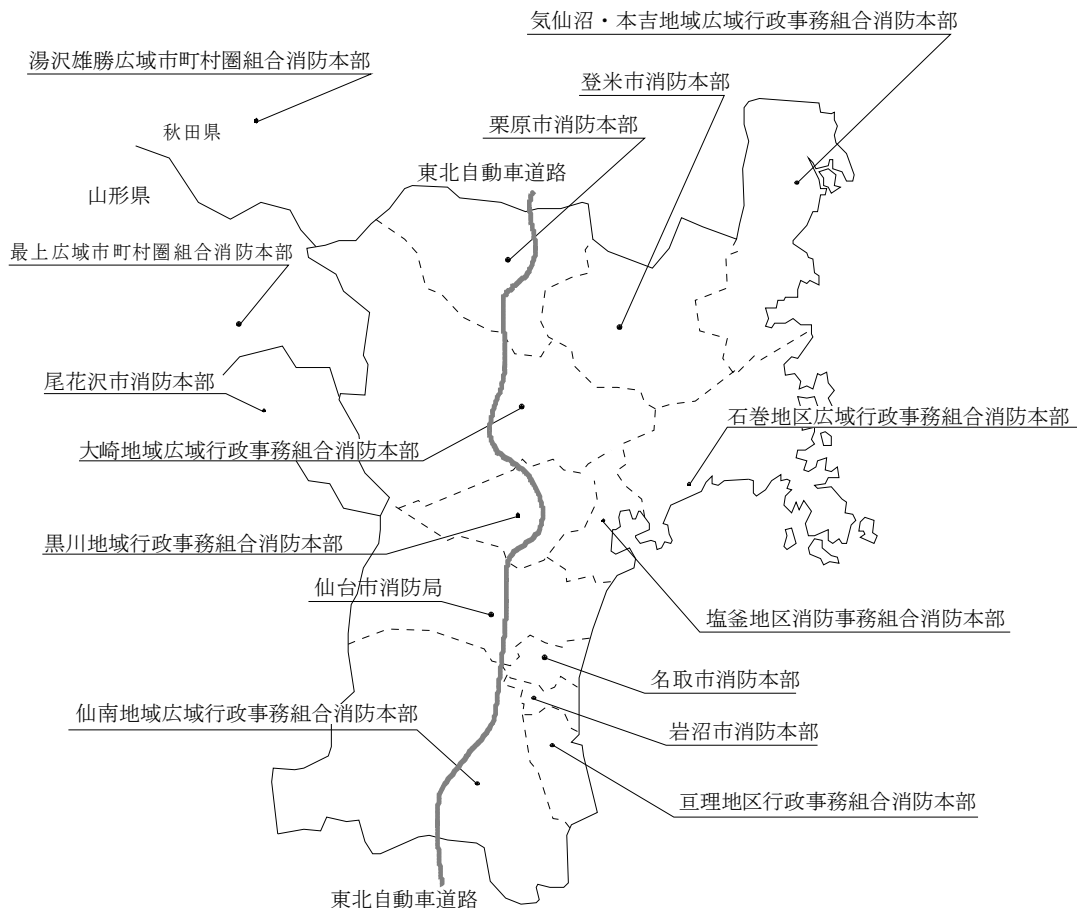 気仙沼・本吉地域広域行政事務組合消防本部
湯沢雄勝広域市町村圏組合消防本部
登米市消防本部
栗原市消防本部
秋田県
東北自動車道路
山形県
最上広域市町村圏組合消防本部
尾花沢市消防本部
石巻地区広域行政事務組合消防本部
大崎地域広域行政事務組合消防本部
黒川地域行政事務組合消防本部
仙台市消防局
塩釜地区消防事務組合消防本部
名取市消防本部
仙南地域広域行政事務組合消防本部
岩沼市消防本部
亘理地区行政事務組合消防本部
東北自動車道路